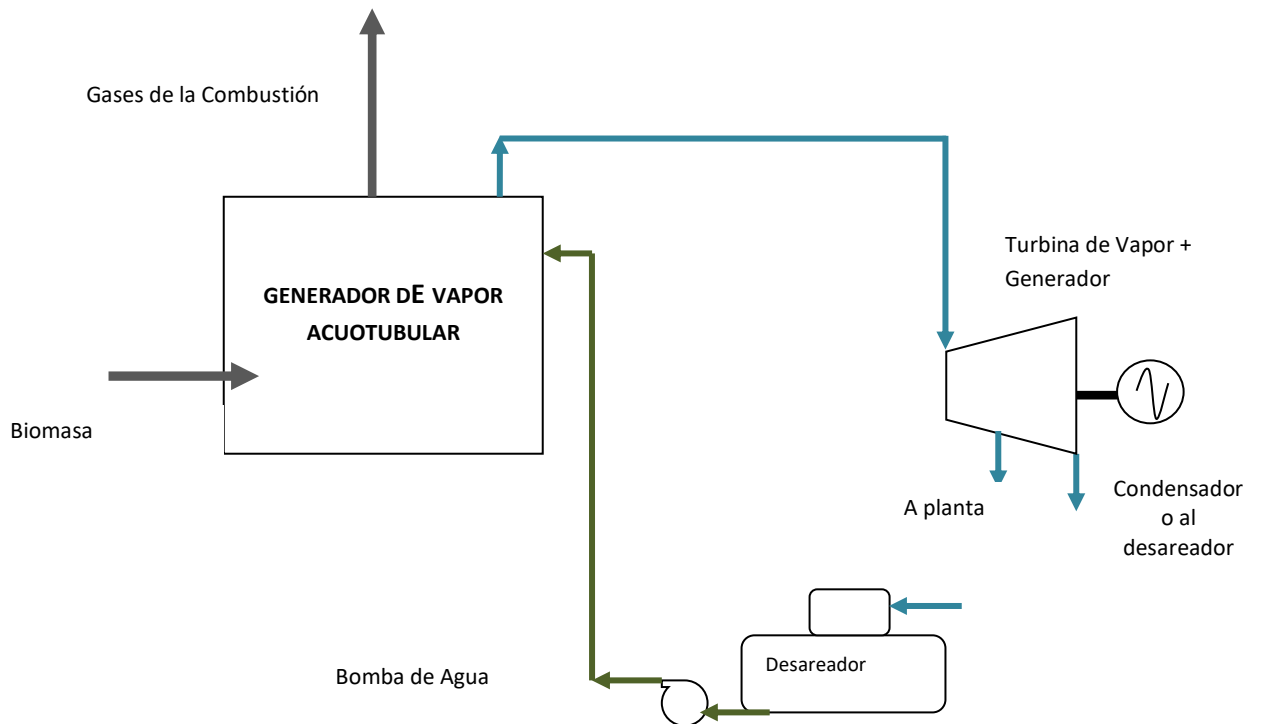 Gases de la Combustión
Turbina de Vapor +
Generador
GENERADOR DE VAPOR
ACUOTUBULAR
Biomasa
A planta
Condensador
o al
desareador
Desareador
Bomba de Agua